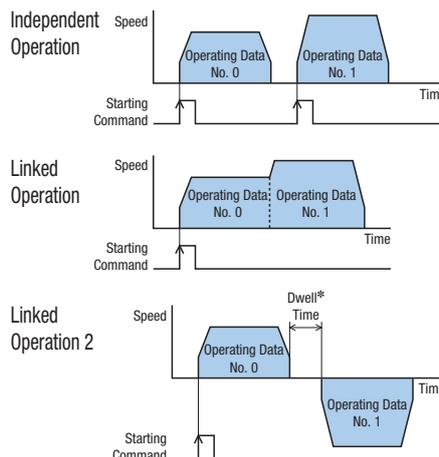 Independent
Operation
Speed
Operating Data
No. 0
Operating Data
No. 1
Tim
Starting
Command
Linked
Operation
Speed
Operating Data
No. 0
Operating Data
No. 1
Time
Starting
Command
Linked
Operation 2
Speed
Dwell*
Time
Operating Data
No. 0
Tim
Operating Data
No. 1
Starting
Command